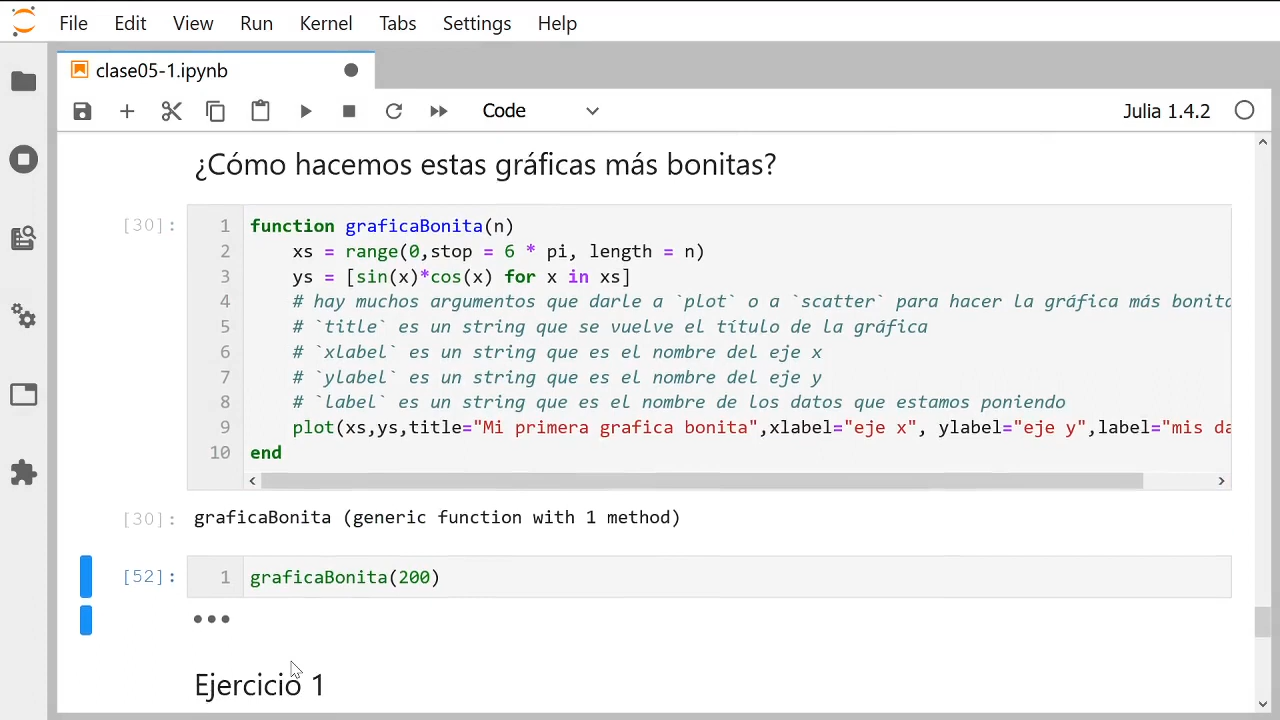 File Edit View Run Kernel Tabs Settings Help
clase05-1.ipynb
Code Julia 1.4.2
¿Cómo hacemos estas gráficas más bonitas?
[30]: 1 function graficaBonita(n)
2 xs = range(0,stop = 6 * pi, length = n)
3 ys = [sin(x)*cos(x) for x in xs]
4 # hay muchos argumentos que darle a `plot` o a `scatter` para hacer la gráfica más bonita
5 # `title` es un string que se vuelve el título de la gráfica
6 # `xlabel` es un string que es el nombre del eje x
7 # `ylabel` es un string que es el nombre del eje y
8 # `label` es un string que es el nombre de los datos que estamos poniendo
9 plot(xs,ys,title="Mi primera grafica bonita",xlabel="eje x", ylabel="eje y",label="mis da
10 end
[30]: graficaBonita (generic function with 1 method)
[52]: 1 graficaBonita(200)
Ejercicio 1